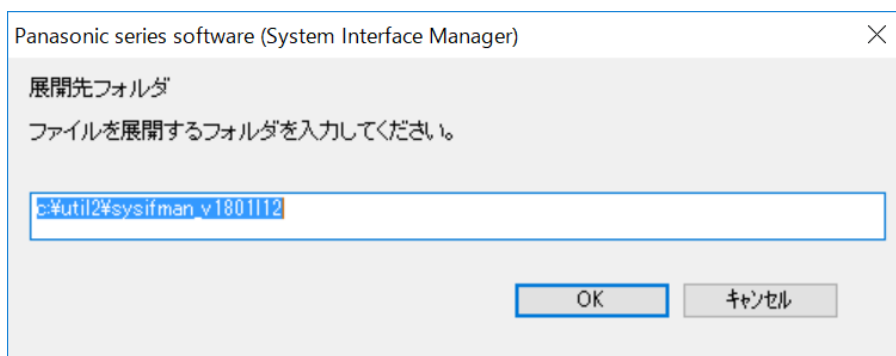 Panasonic series software (System Interface Manager)
展開先フォルダ
ファイルを展開するフォルダを入力してください。
c:¥util2¥sysifman_v1801l12
OK
キャンセル